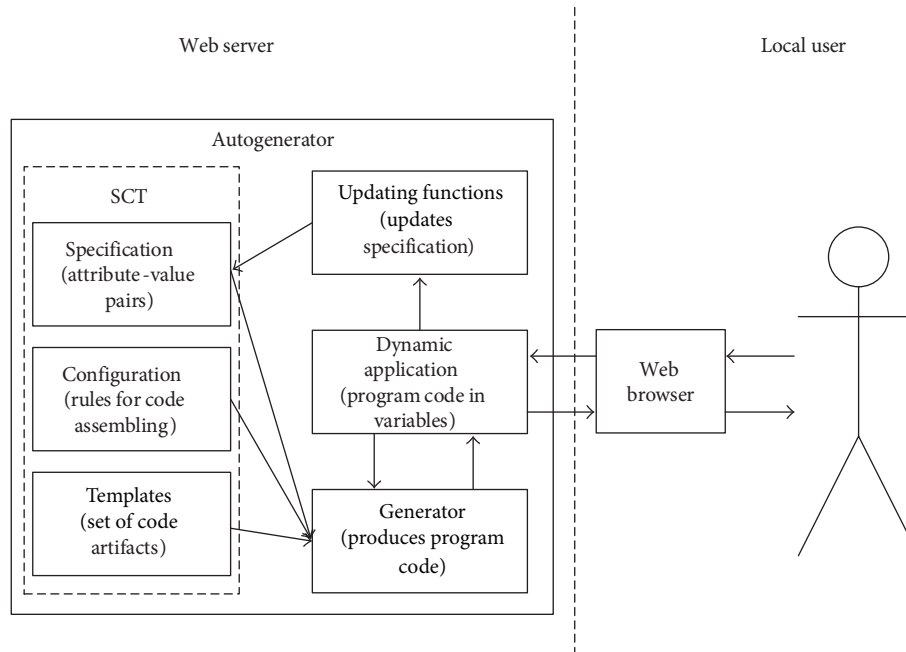 Web server
Local user
Autogenerator
SCT
Specification
(attribute-value
pairs)
Configuration
(rules for code
assembling)
Templates
(set of code
artifacts)
Updating functions
(updates
specification)
Dynamic
application
(program code in
variables)
Generator
(produces program
code)
Web
browser